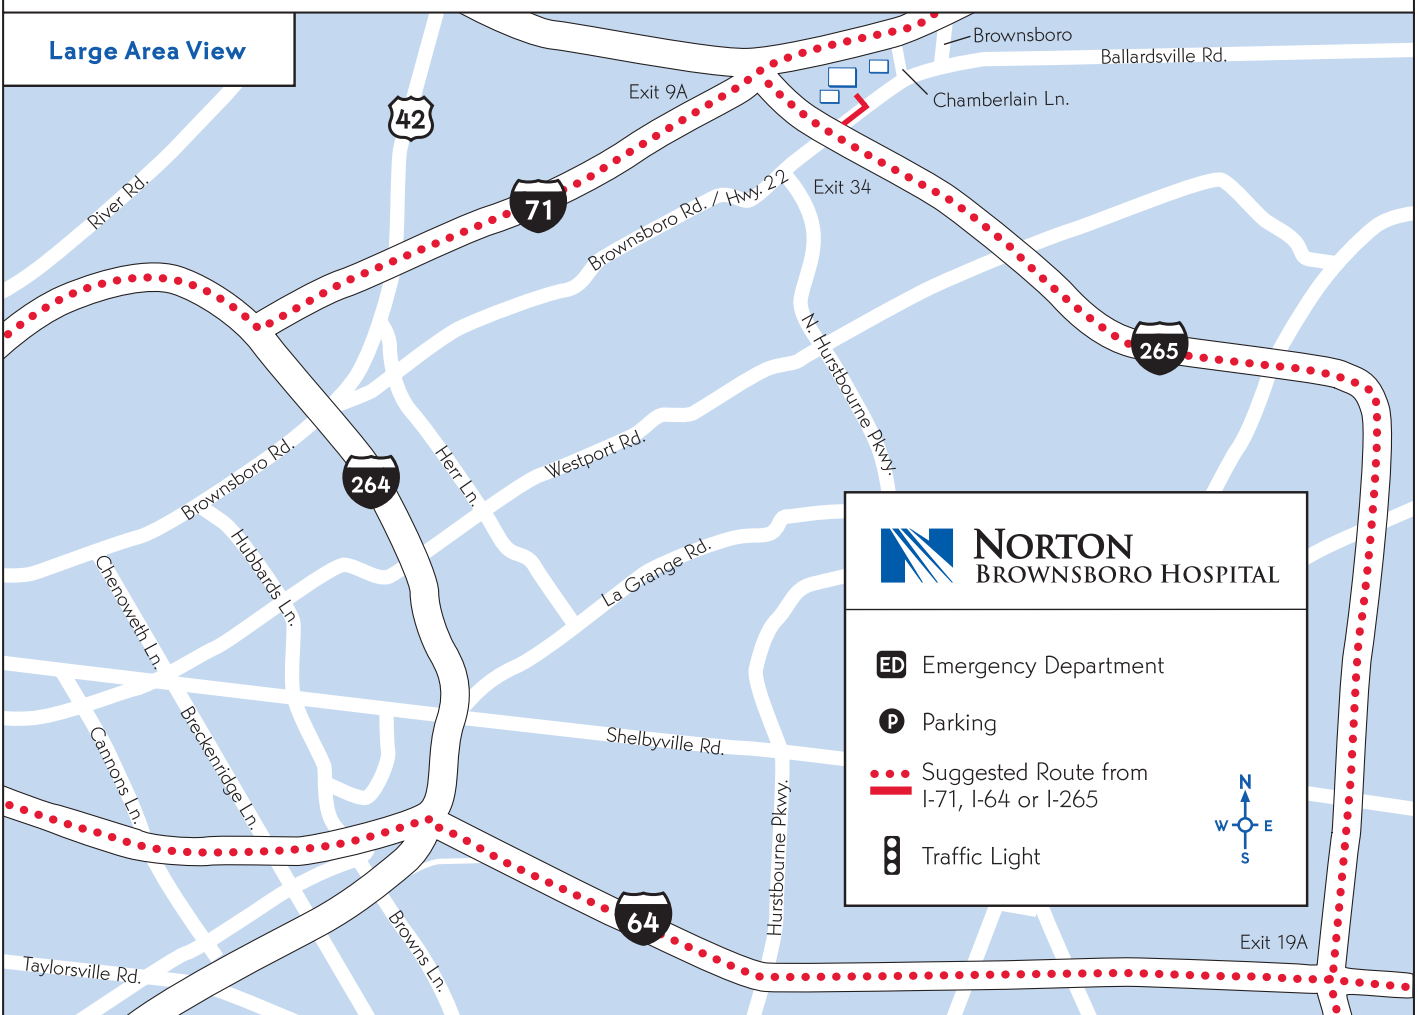 Large Area View
Brownsboro
Ballardsville Rd.
Chamberlain Ln.
Exit 9A
42
River Rd.
71
Brownsboro Rd. / Hwy. 22
Exit 34
N. Hurstbourne Pkwy.
265
Brownsboro Rd.
264
Herr Ln.
Westport Rd.
Hubbards Ln.
Chenoweth Ln.
La Grange Rd.
NORTON
BROWNSBORO HOSPITAL
ED Emergency Department
P Parking
Suggested Route from
I-71, I-64 or I-265
Traffic Light
N
W E
S
Cannons Ln.
Breckenridge Ln.
Shelbyville Rd.
Hurstbourne Pkwy.
64
Browns Ln.
Taylorsville Rd.
Exit 19A